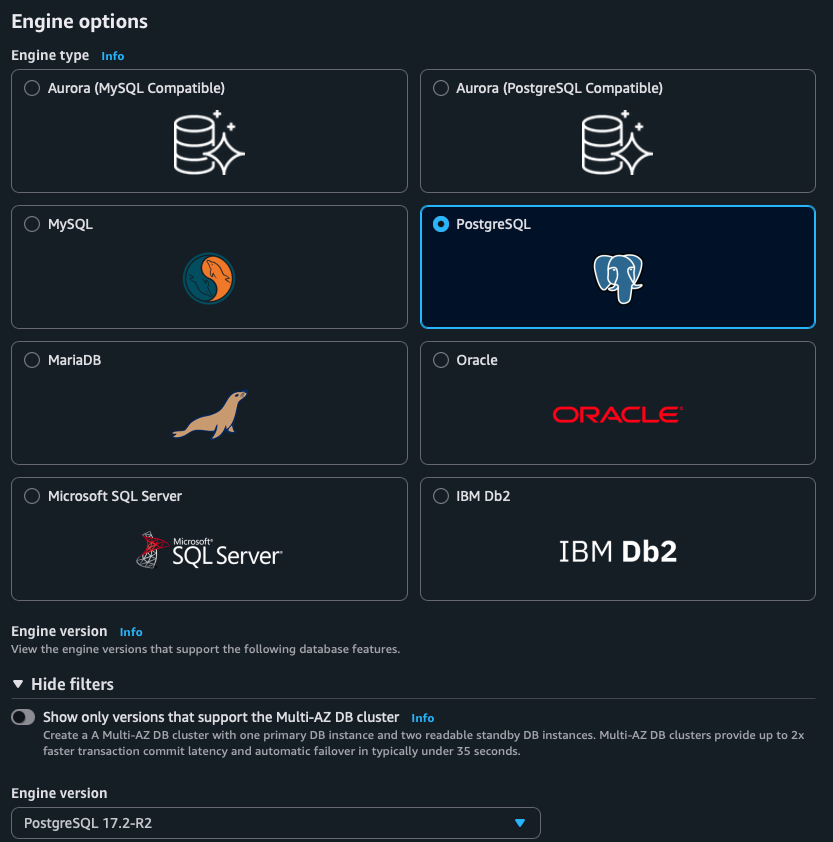 Engine options
Engine type Info
Aurora (MySQL Compatible)
Aurora (PostgreSQL Compatible)
MySQL
PostgreSQL
MariaDB
Oracle
ORACLE
Microsoft SQL Server
Microsoft®
SQL Server
IBM Db2
IBM Db2
Engine version Info
View the engine versions that support the following database features.
Hide filters
Show only versions that support the Multi-AZ DB cluster Info
Create a A Multi-AZ DB cluster with one primary DB instance and two readable standby DB instances. Multi-AZ DB clusters provide up to 2x
faster transaction commit latency and automatic failover in typically under 35 seconds.
Engine version
PostgreSQL 17.2-R2